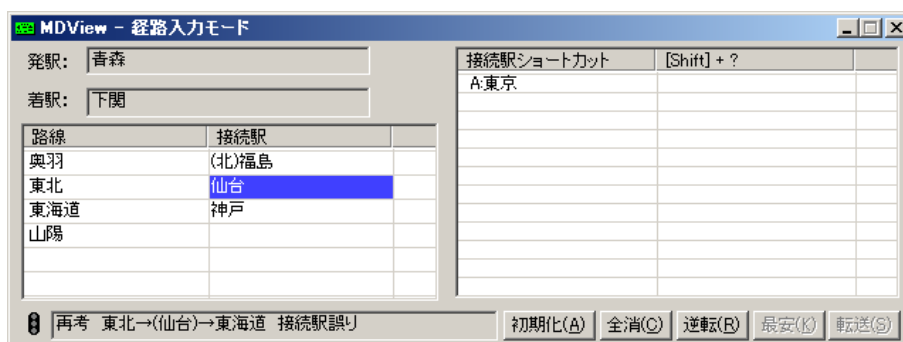 MDView － 経路入力モード
発駅： 青森
着駅： 下関
路線 接続駅
奥羽 (北)福島
東北 仙台
東海道 神戸
山陽
接続駅ショートカット [Shift] + ?
A:東京
再考 東北→(仙台)→東海道 接続駅誤り
初期化(A) 全消(C) 逆転(R) 最安(K) 転送(S)